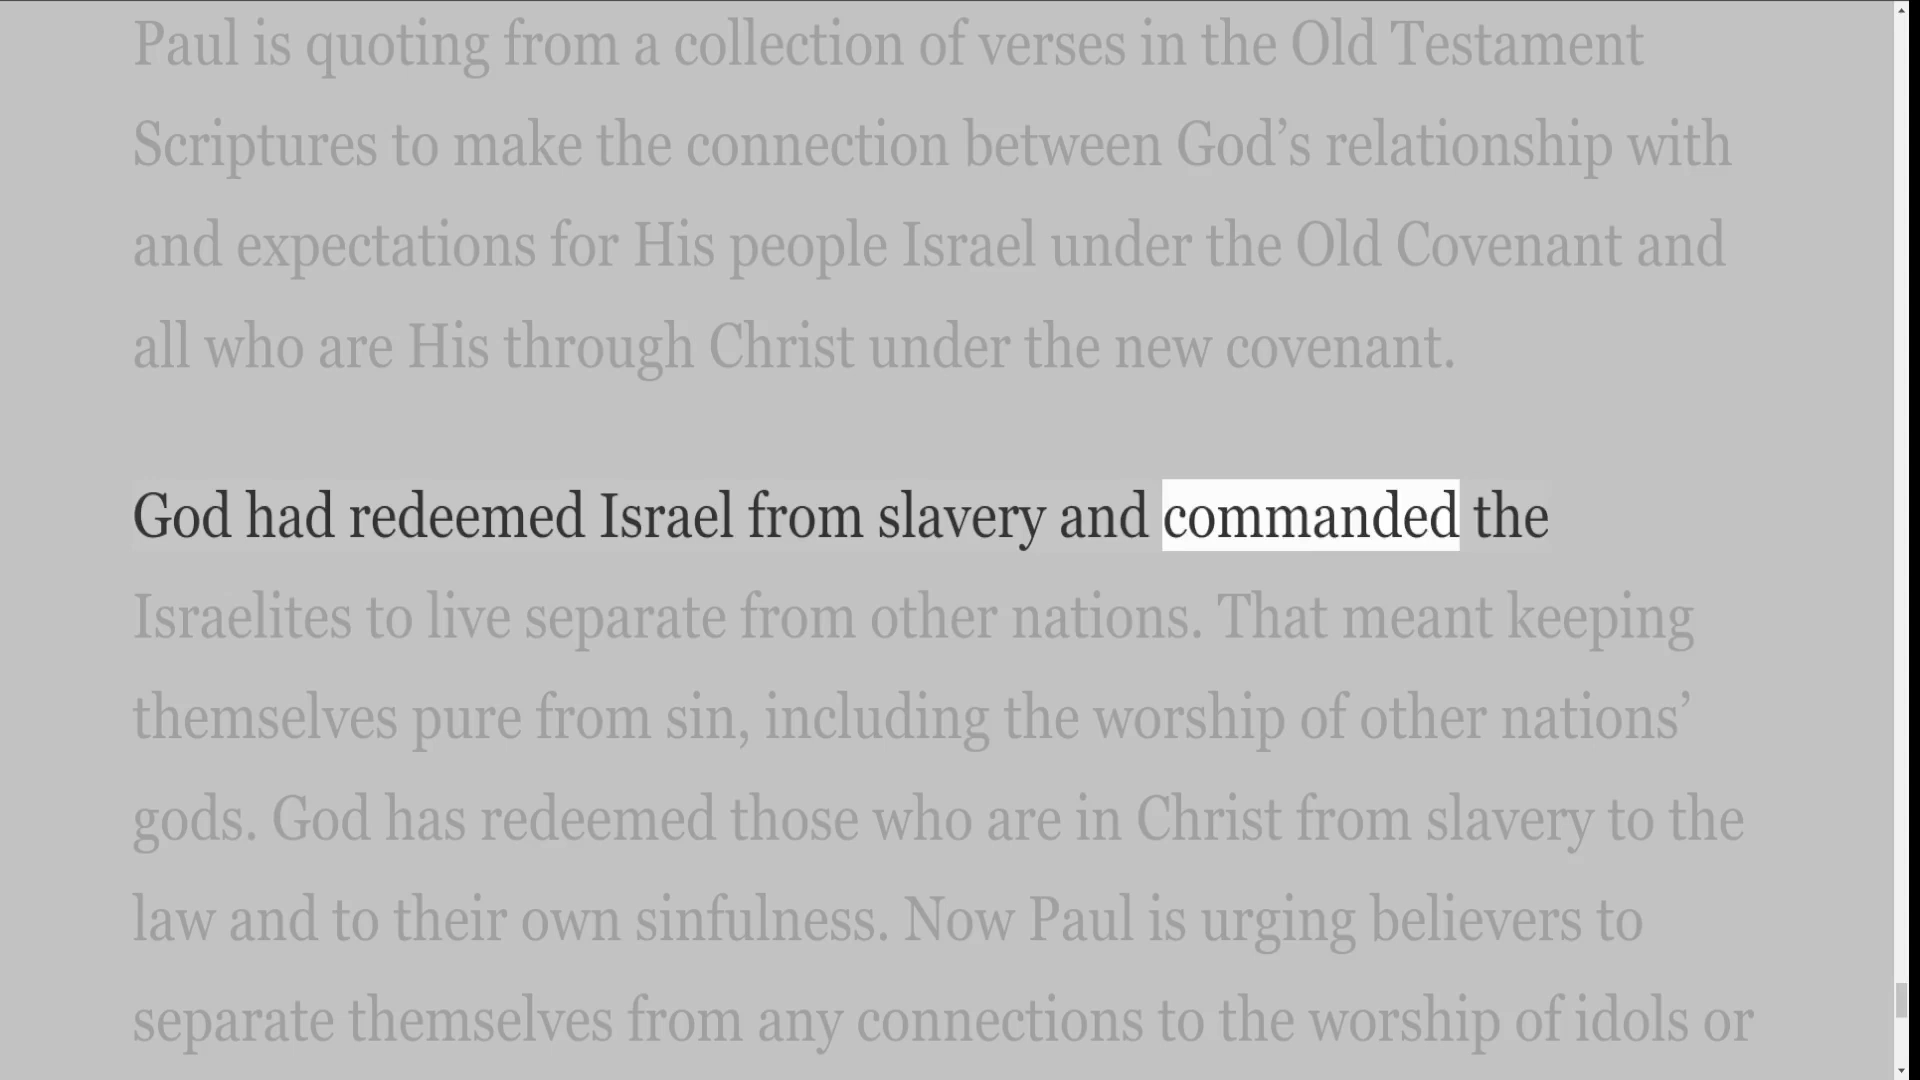 Paul is quoting from a collection of verses in the Old Testament
Scriptures to make the connection between God’s relationship with
and expectations for His people Israel under the Old Covenant and
all who are His through Christ under the new covenant.
God had redeemed Israel from slavery and commanded the
Israelites to live separate from other nations. That meant keeping
themselves pure from sin, including the worship of other nations’
gods. God has redeemed those who are in Christ from slavery to the
law and to their own sinfulness. Now Paul is urging believers to
separate themselves from any connections to the worship of idols or